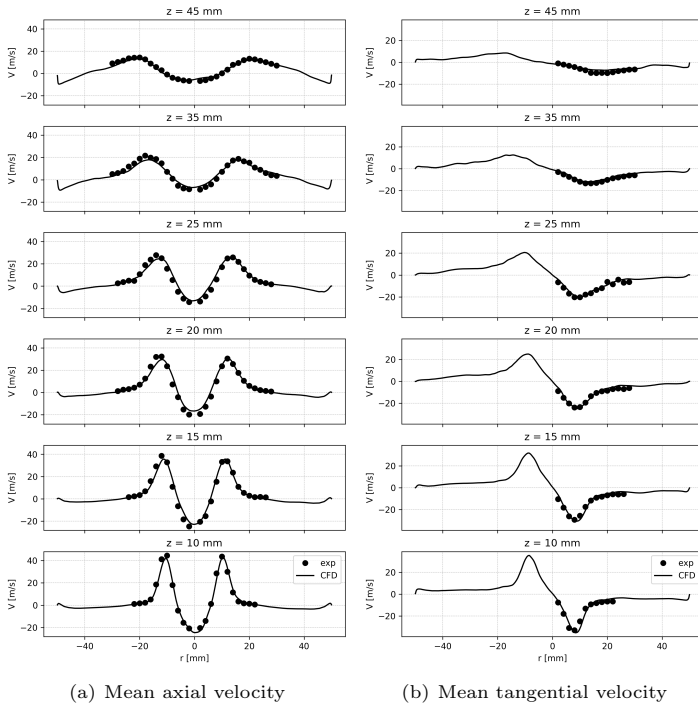 z = 45 mm
40
20
0
−20
V [m/s]
z = 35 mm
40
20
0
−20
V [m/s]
z = 25 mm
40
20
0
−20
V [m/s]
z = 20 mm
40
20
0
−20
V [m/s]
z = 15 mm
40
20
0
−20
V [m/s]
z = 10 mm
40
20
0
−20
V [m/s]
exp
CFD
−40 −20 0 20 40
r [mm]
(a) Mean axial velocity
z = 45 mm
20
0
−20
V [m/s]
z = 35 mm
20
0
−20
V [m/s]
z = 25 mm
20
0
−20
V [m/s]
z = 20 mm
20
0
−20
V [m/s]
z = 15 mm
20
0
−20
V [m/s]
z = 10 mm
20
0
−20
V [m/s]
exp
CFD
−40 −20 0 20 40
r [mm]
(b) Mean tangential velocity